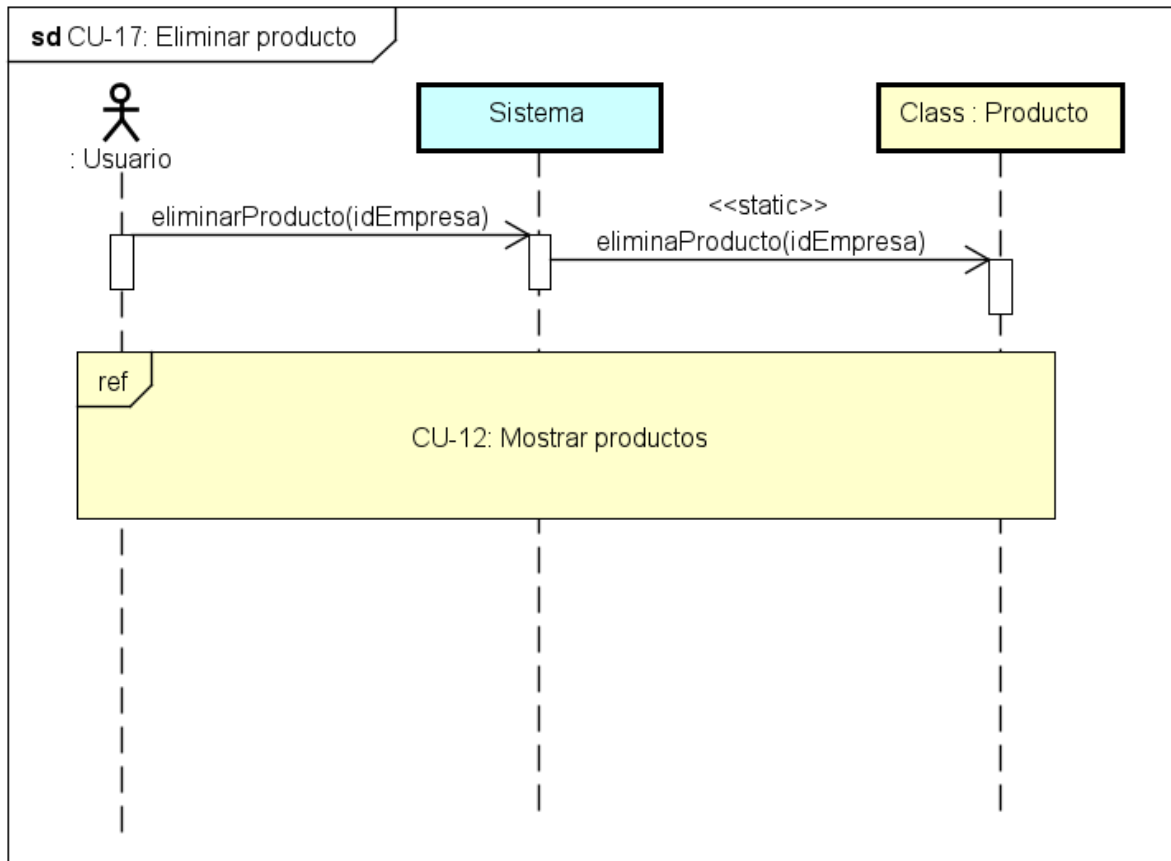 sd CU-17: Eliminar producto
: Usuario
Sistema
Class : Producto
eliminarProducto(idEmpresa)
<<static>>
eliminaProducto(idEmpresa)
ref
CU-12: Mostrar productos